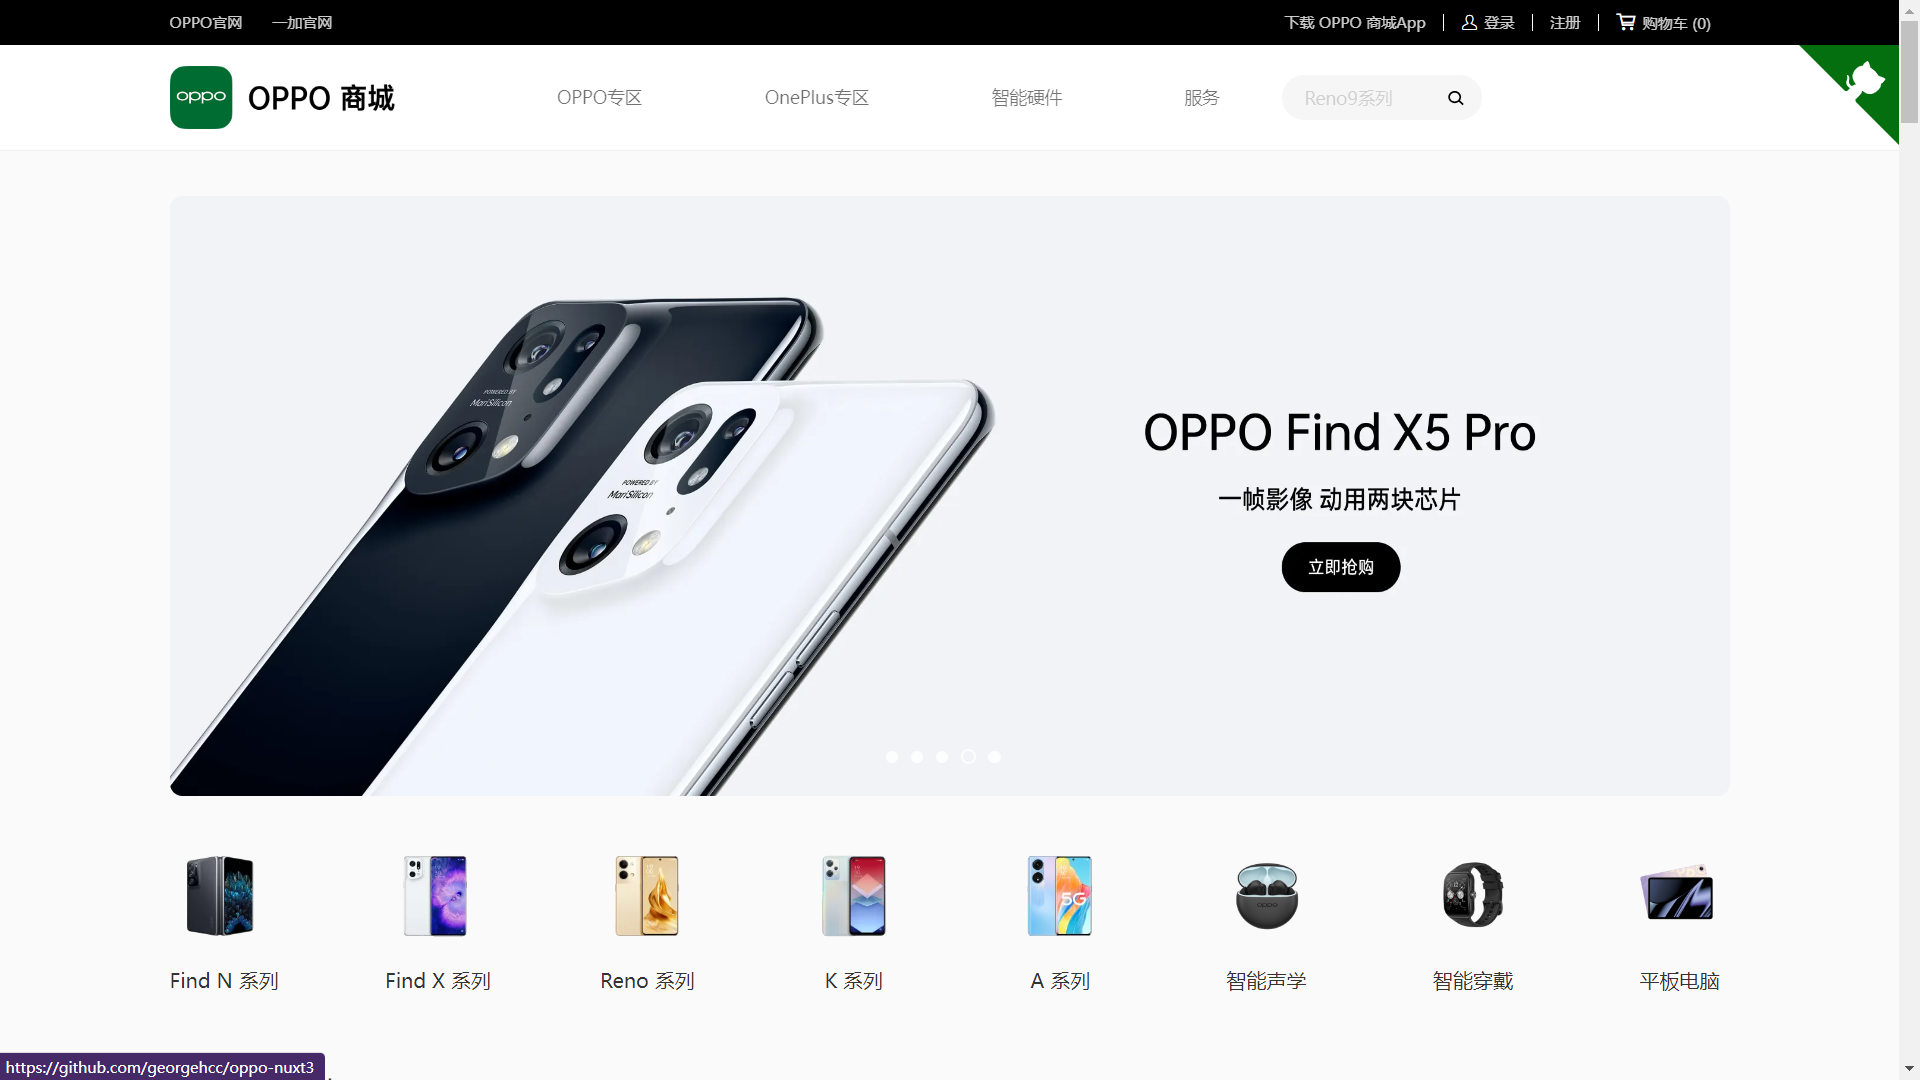 OPPO官网 一加官网 下载 OPPO 商城App 登录 注册 购物车 (0)
oppo OPPO 商城 OPPO专区 OnePlus专区 智能硬件 服务 Reno9系列
POWERED BY
MariSilicon
POWERED BY
MariSilicon
OPPO Find X5 Pro
一帧影像 动用两块芯片
立即抢购
5G
OPPO
Find N 系列 Find X 系列 Reno 系列 K 系列 A 系列 智能声学 智能穿戴 平板电脑
https://github.com/georgehcc/oppo-nuxt3